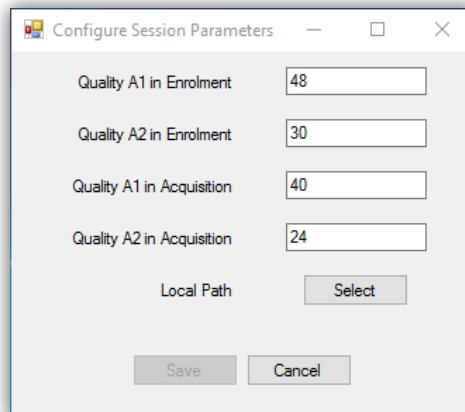 Configure Session Parameters
Quality A1 in Enrolment 48
Quality A2 in Enrolment 30
Quality A1 in Acquisition 40
Quality A2 in Acquisition 24
Local Path Select
Save Cancel